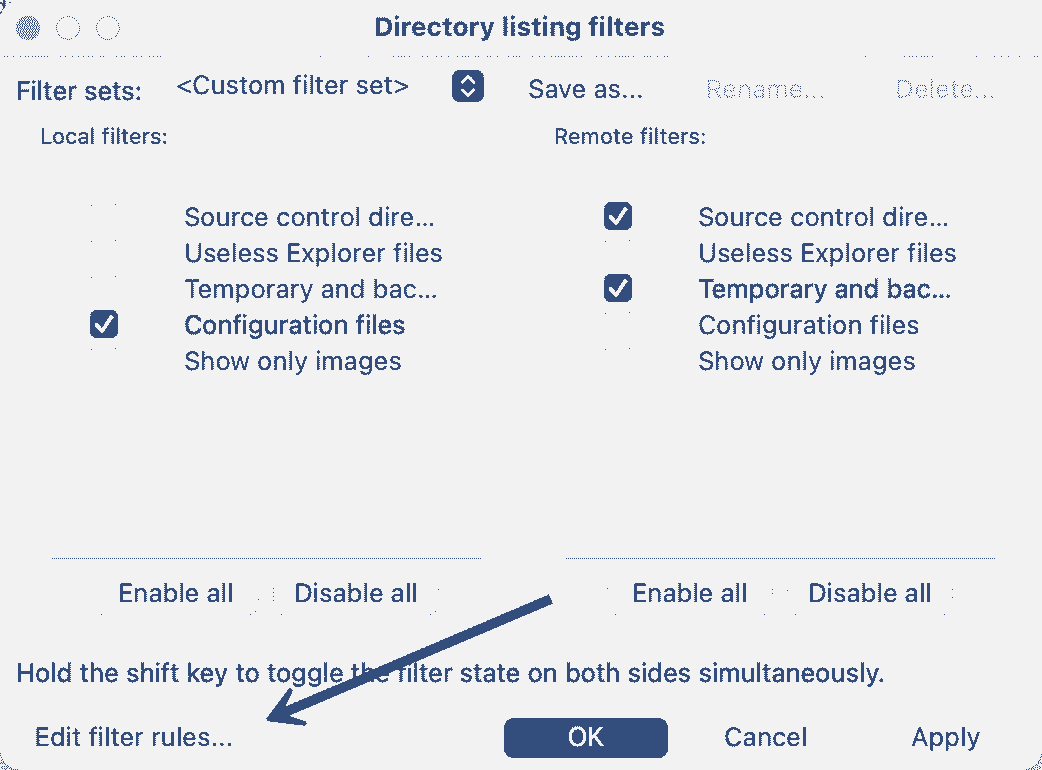 Directory listing filters
Filter sets: <Custom filter set> Save as... Rename... Delete...
Local filters: Remote filters:
Source control dire... Source control dire...
Useless Explorer files Useless Explorer files
Temporary and bac... Temporary and bac...
Configuration files Configuration files
Show only images Show only images
Enable all Disable all Enable all Disable all
Hold the shift key to toggle the filter state on both sides simultaneously.
Edit filter rules... OK Cancel Apply